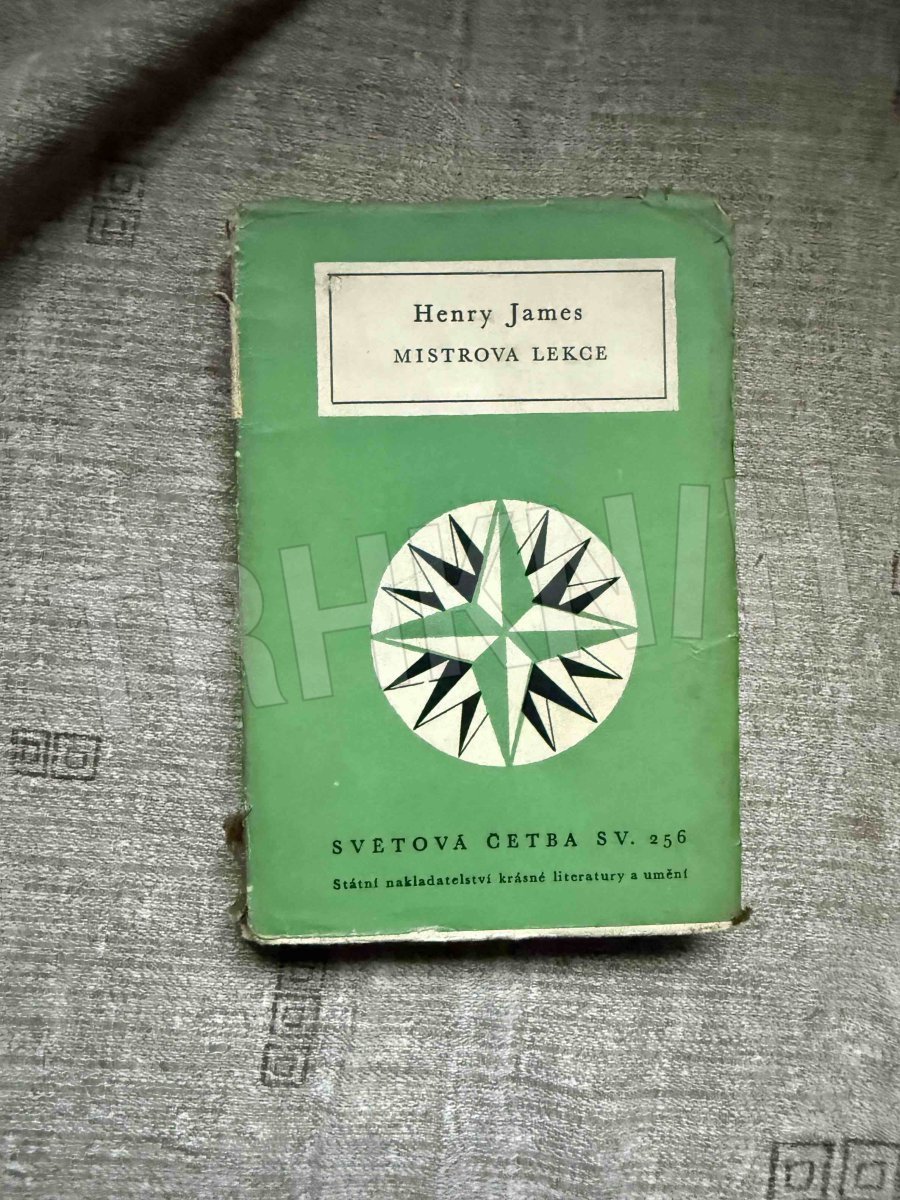 Henry James
MISTROVA LEKCE
SVĚTOVÁ ČETBA SV. 256
Státní nakladatelství krásné literatury a umění